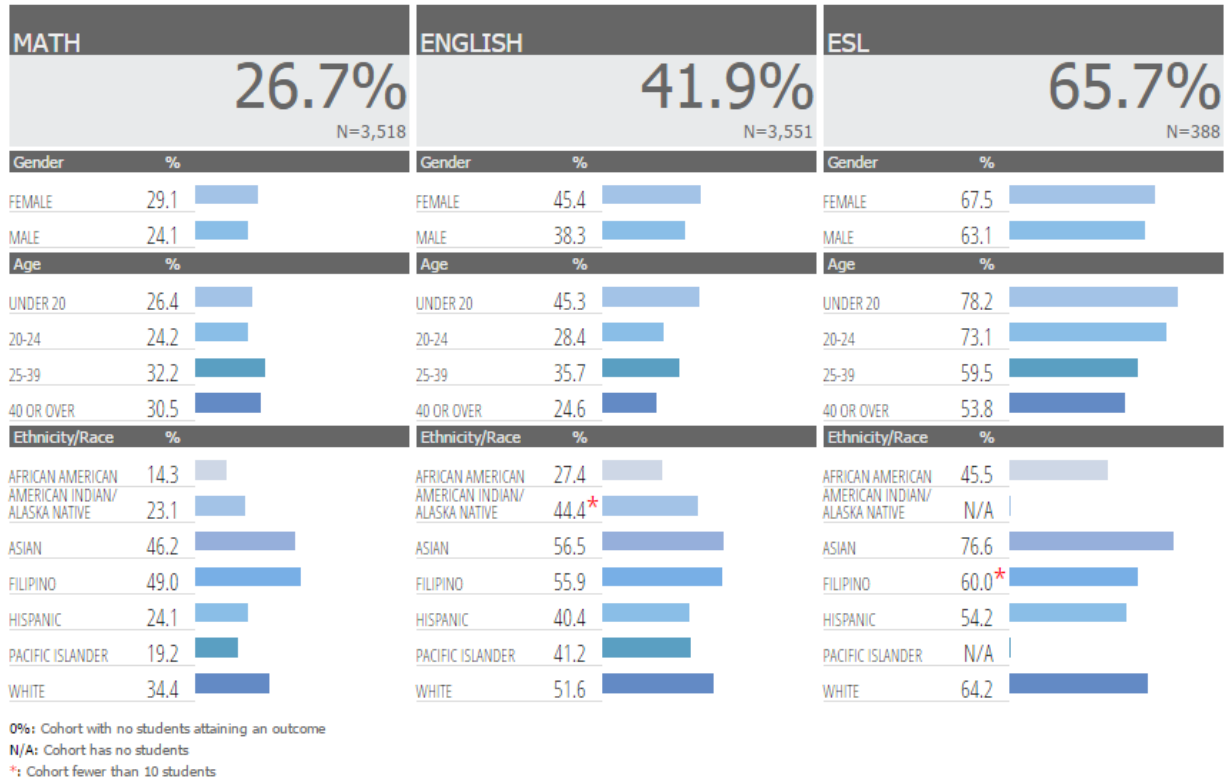 MATH
26.7%
N=3,518
Gender %
FEMALE 29.1
MALE 24.1
Age %
UNDER 20 26.4
20-24 24.2
25-39 32.2
40 OR OVER 30.5
Ethnicity/Race %
AFRICAN AMERICAN 14.3
AMERICAN INDIAN/
ALASKA NATIVE 23.1
ASIAN 46.2
FILIPINO 49.0
HISPANIC 24.1
PACIFIC ISLANDER 19.2
WHITE 34.4
ENGLISH
41.9%
N=3,551
Gender %
FEMALE 45.4
MALE 38.3
Age %
UNDER 20 45.3
20-24 28.4
25-39 35.7
40 OR OVER 24.6
Ethnicity/Race %
AFRICAN AMERICAN 27.4
AMERICAN INDIAN/
ALASKA NATIVE 44.4*
ASIAN 56.5
FILIPINO 55.9
HISPANIC 40.4
PACIFIC ISLANDER 41.2
WHITE 51.6
ESL
65.7%
N=388
Gender %
FEMALE 67.5
MALE 63.1
Age %
UNDER 20 78.2
20-24 73.1
25-39 59.5
40 OR OVER 53.8
Ethnicity/Race %
AFRICAN AMERICAN 45.5
AMERICAN INDIAN/
ALASKA NATIVE N/A
ASIAN 76.6
FILIPINO 60.0*
HISPANIC 54.2
PACIFIC ISLANDER N/A
WHITE 64.2
0%: Cohort with no students attaining an outcome
N/A: Cohort has no students
*: Cohort fewer than 10 students